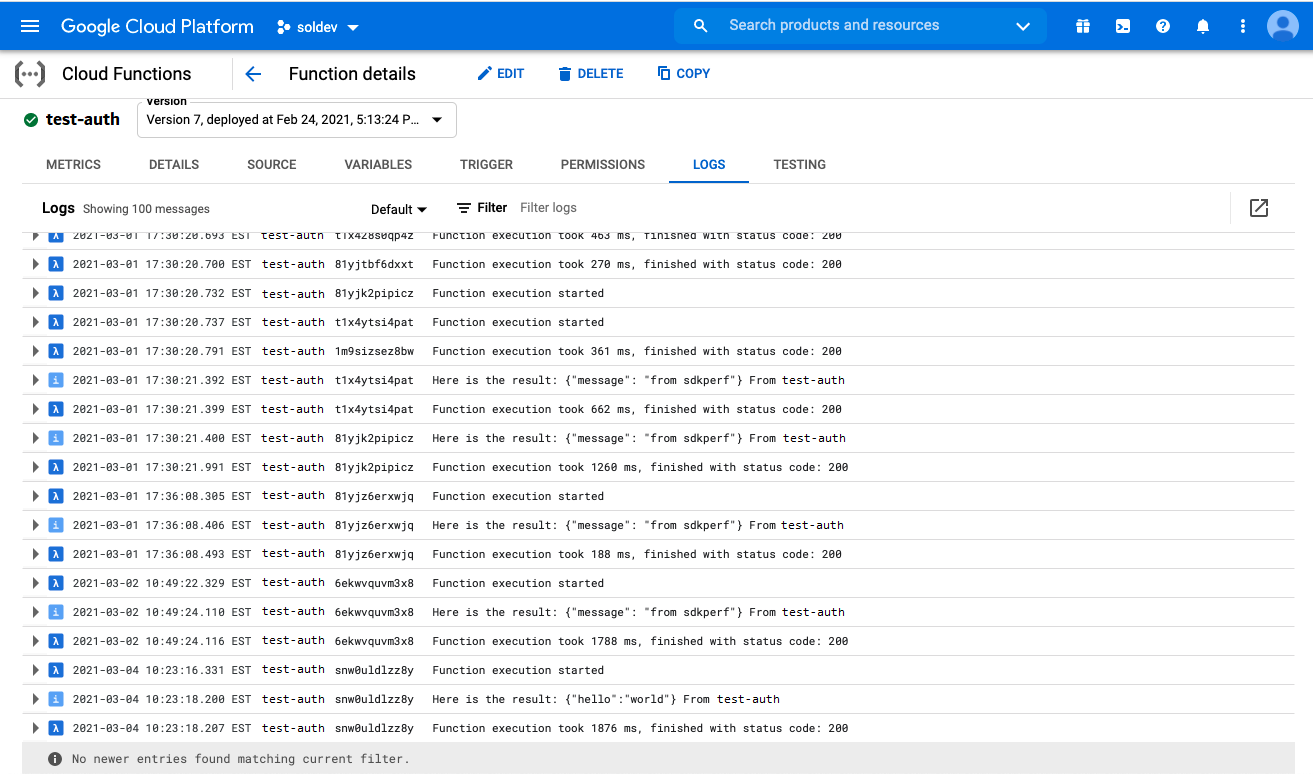 Google Cloud Platform soldev Search products and resources
Cloud Functions Function details EDIT DELETE COPY
Version
test-auth Version 7, deployed at Feb 24, 2021, 5:13:24 P...
METRICS DETAILS SOURCE VARIABLES TRIGGER PERMISSIONS LOGS TESTING
Logs Showing 100 messages Default Filter Filter logs
λ 2021-03-01 17:30:20.693 EST test-auth t1x428s0qp4z Function execution took 463 ms, finished with status code: 200
λ 2021-03-01 17:30:20.700 EST test-auth 81yjtbf6dxxt Function execution took 270 ms, finished with status code: 200
λ 2021-03-01 17:30:20.732 EST test-auth 81yjk2pipicz Function execution started
λ 2021-03-01 17:30:20.737 EST test-auth t1x4ytsi4pat Function execution started
λ 2021-03-01 17:30:20.791 EST test-auth 1m9sizsez8bw Function execution took 361 ms, finished with status code: 200
i 2021-03-01 17:30:21.392 EST test-auth t1x4ytsi4pat Here is the result: {"message": "from sdkperf"} From test-auth
λ 2021-03-01 17:30:21.399 EST test-auth t1x4ytsi4pat Function execution took 662 ms, finished with status code: 200
i 2021-03-01 17:30:21.400 EST test-auth 81yjk2pipicz Here is the result: {"message": "from sdkperf"} From test-auth
λ 2021-03-01 17:30:21.991 EST test-auth 81yjk2pipicz Function execution took 1260 ms, finished with status code: 200
λ 2021-03-01 17:36:08.305 EST test-auth 81yjz6erxwjq Function execution started
i 2021-03-01 17:36:08.406 EST test-auth 81yjz6erxwjq Here is the result: {"message": "from sdkperf"} From test-auth
λ 2021-03-01 17:36:08.493 EST test-auth 81yjz6erxwjq Function execution took 188 ms, finished with status code: 200
λ 2021-03-02 10:49:22.329 EST test-auth 6ekwvquvm3x8 Function execution started
i 2021-03-02 10:49:24.110 EST test-auth 6ekwvquvm3x8 Here is the result: {"message": "from sdkperf"} From test-auth
λ 2021-03-02 10:49:24.116 EST test-auth 6ekwvquvm3x8 Function execution took 1788 ms, finished with status code: 200
λ 2021-03-04 10:23:16.331 EST test-auth snw0uldlzz8y Function execution started
i 2021-03-04 10:23:18.200 EST test-auth snw0uldlzz8y Here is the result: {"hello":"world"} From test-auth
λ 2021-03-04 10:23:18.207 EST test-auth snw0uldlzz8y Function execution took 1876 ms, finished with status code: 200
No newer entries found matching current filter.